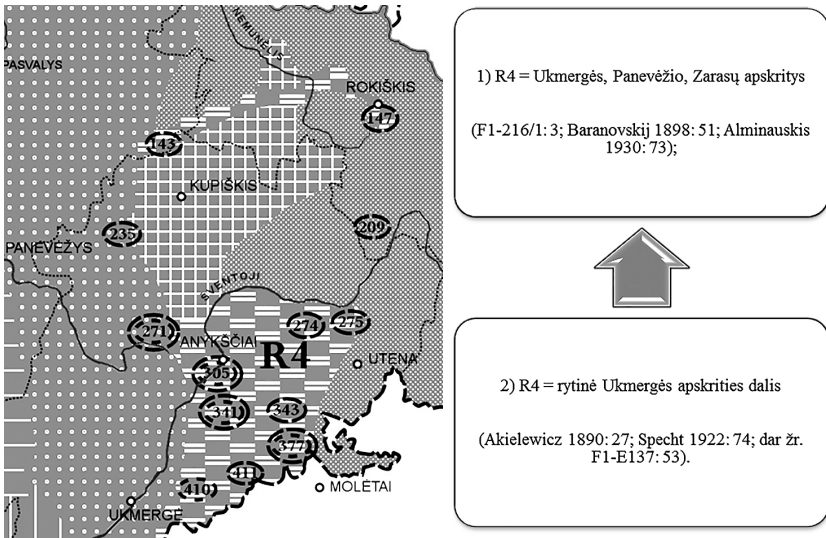 NEMUNĖLIS
PASVALYS
ROKIŠKIS
147
143
KUPIŠKIS
235
209
PANEVĖŽYS
ŠVENTOJI
271
274
275
ANYKŠČIAI
R4
UTENA
305
341
343
377
411
410
MOLĖTAI
UKMERGĖ
1) R4 = Ukmergės, Panevėžio, Zarasų apskritys
(F1-216/1: 3; Baranovskij 1898: 51; Alminauskis
1930: 73);
2) R4 = rytinė Ukmergės apskrities dalis
(Akielewicz 1890: 27; Specht 1922: 74; dar žr.
F1-E137: 53).